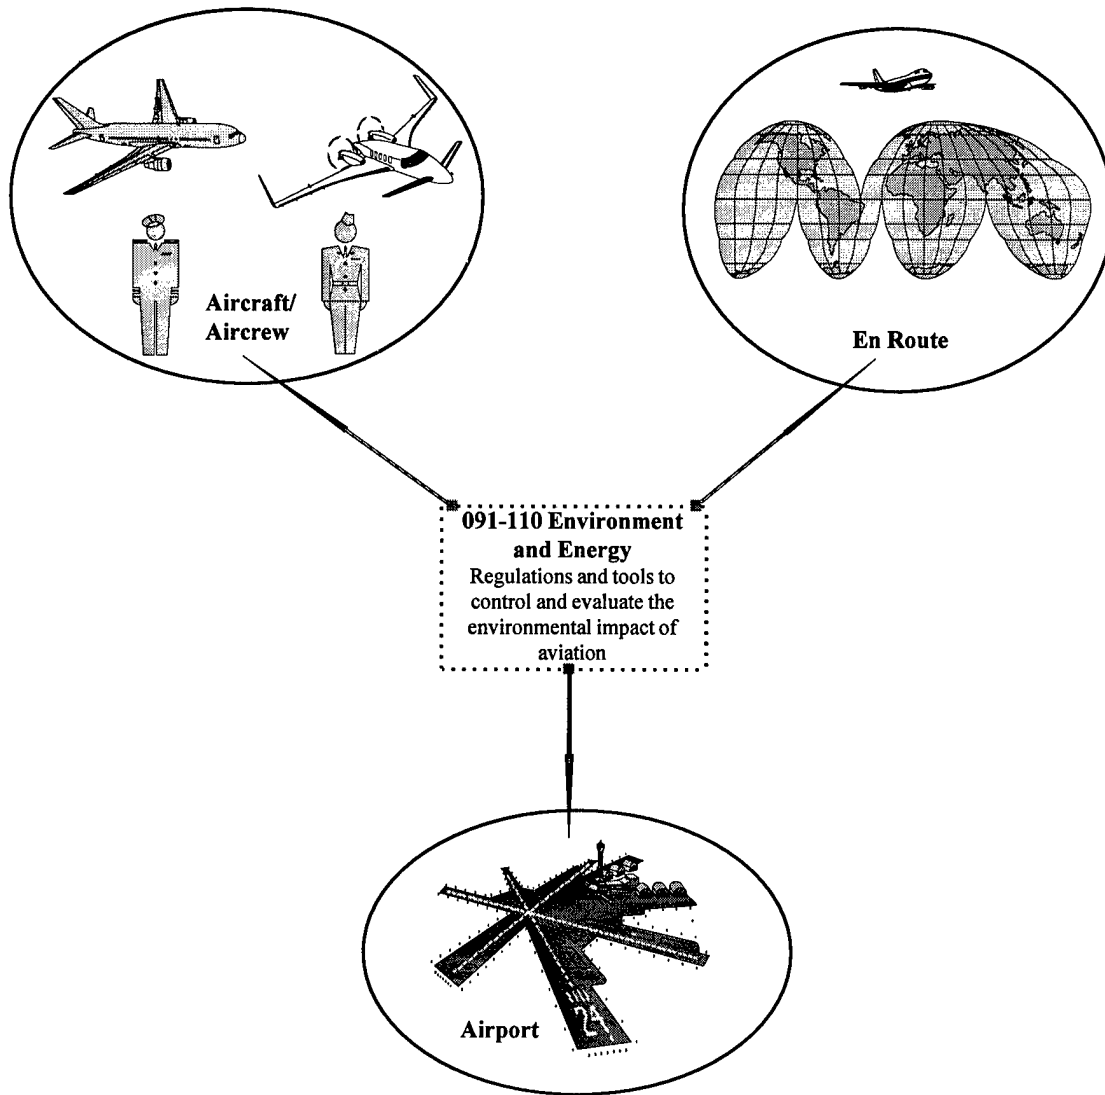 Aircraft/
Aircrew
En Route
091-110 Environment
and Energy
Regulations and tools to
control and evaluate the
environmental impact of
aviation
24
Airport